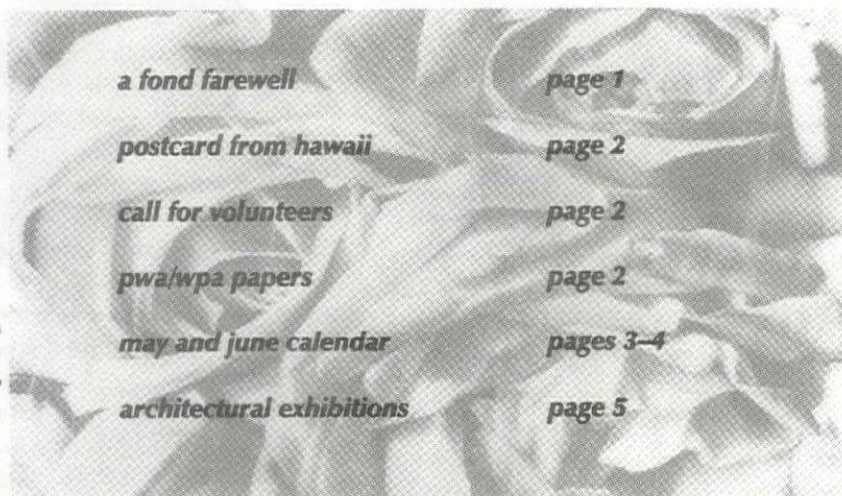 a fond farewell page 1
postcard from hawaii page 2
call for volunteers page 2
pwa/wpa papers page 2
may and june calendar pages 3–4
architectural exhibitions page 5